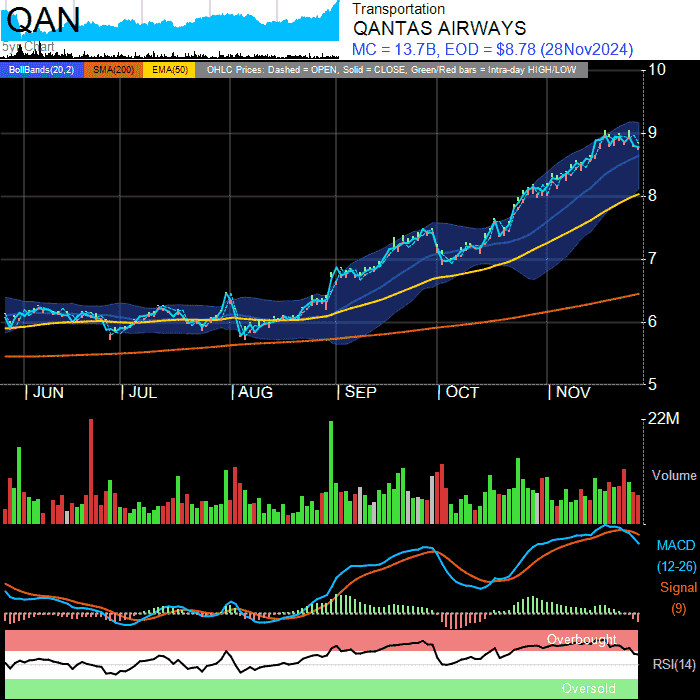 QAN
5yr Chart
Transportation
QANTAS AIRWAYS
MC = 13.7B, EOD = $8.78 (28Nov2024)
BollBands(20,2) SMA(200) EMA(50) OHLC Prices: Dashed = OPEN, Solid = CLOSE, Green/Red bars = Intra-day HIGH/LOW
10
9
8
7
6
5
| JUN | JUL | AUG | SEP | OCT | NOV
22M
Volume
MACD
(12-26)
Signal
(9)
Overbought
RSI(14)
Oversold